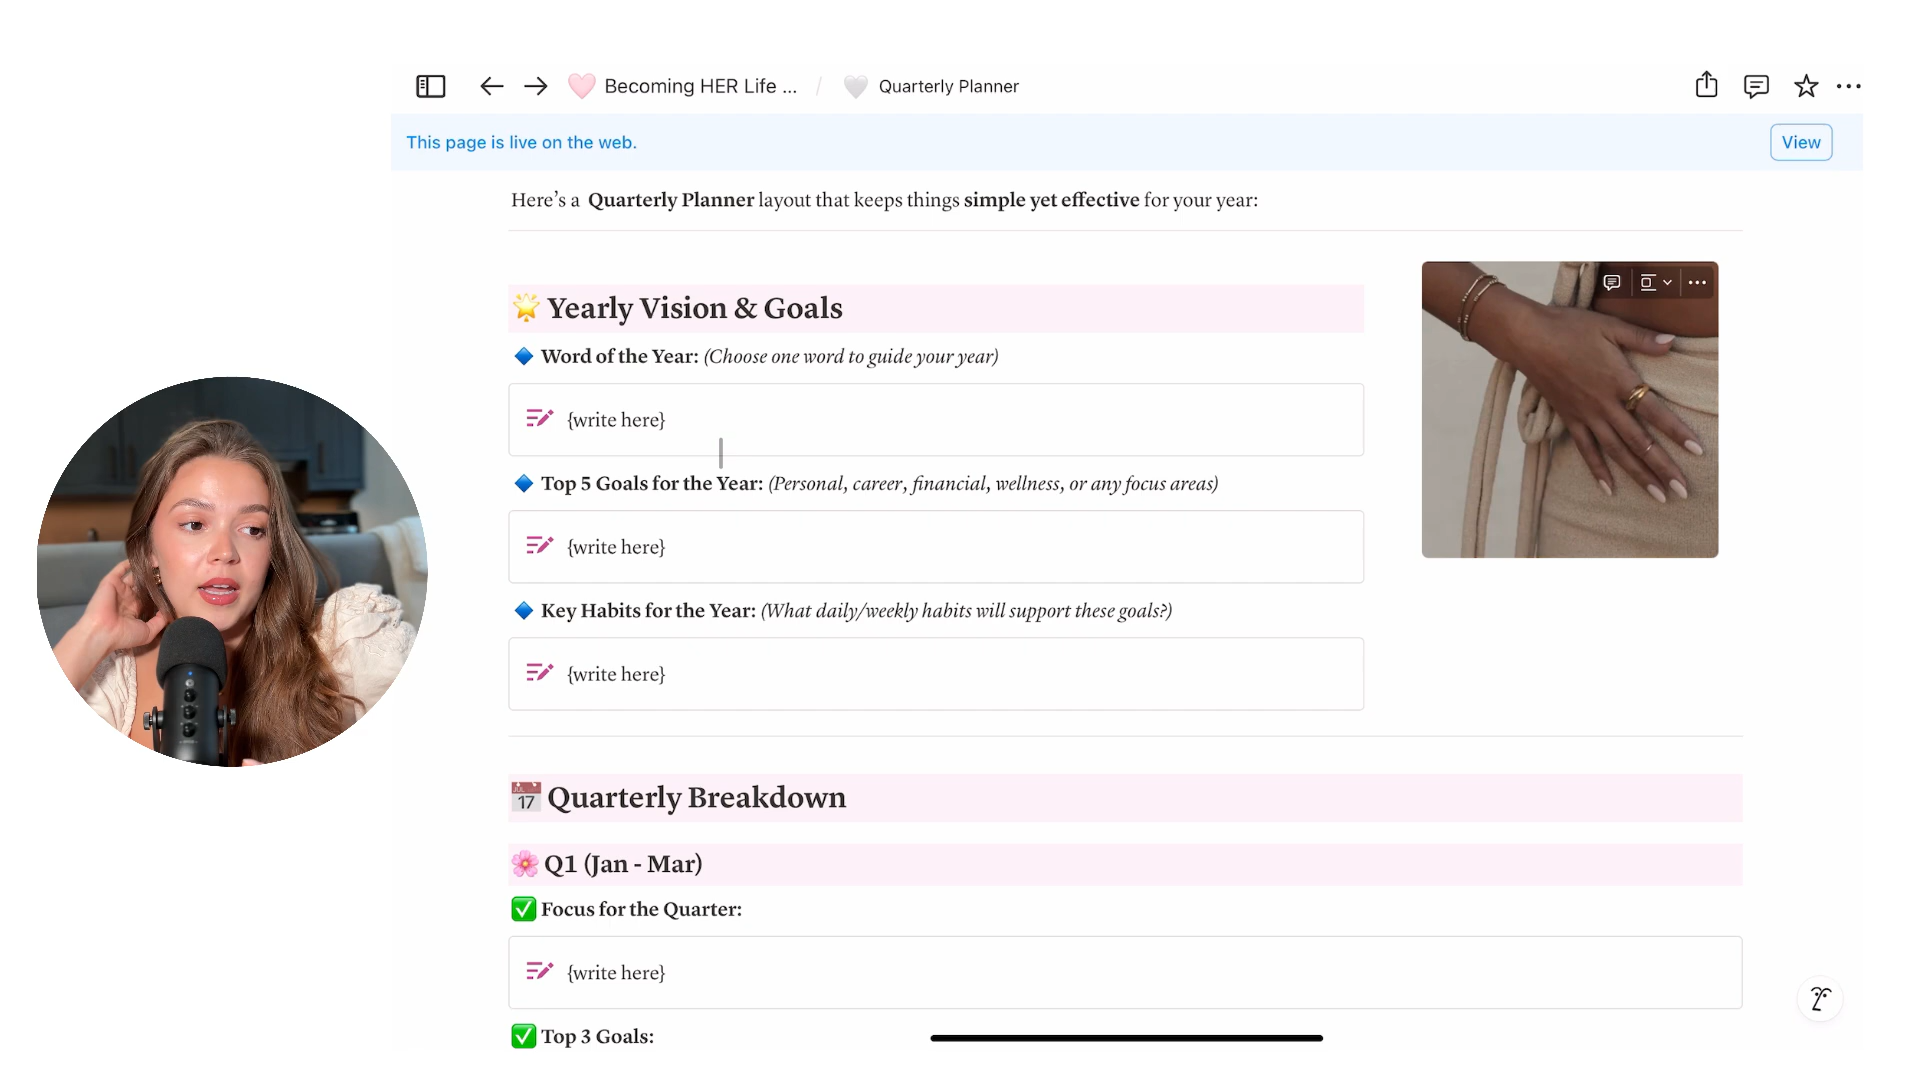 Becoming HER Life ... / Quarterly Planner
This page is live on the web.
View
Here's a Quarterly Planner layout that keeps things simple yet effective for your year:
🌟 Yearly Vision & Goals
🔷 Word of the Year: (Choose one word to guide your year)
{write here}
🔷 Top 5 Goals for the Year: (Personal, career, financial, wellness, or any focus areas)
{write here}
🔷 Key Habits for the Year: (What daily/weekly habits will support these goals?)
{write here}
📅 Quarterly Breakdown
🌸 Q1 (Jan - Mar)
✅ Focus for the Quarter:
{write here}
✅ Top 3 Goals: